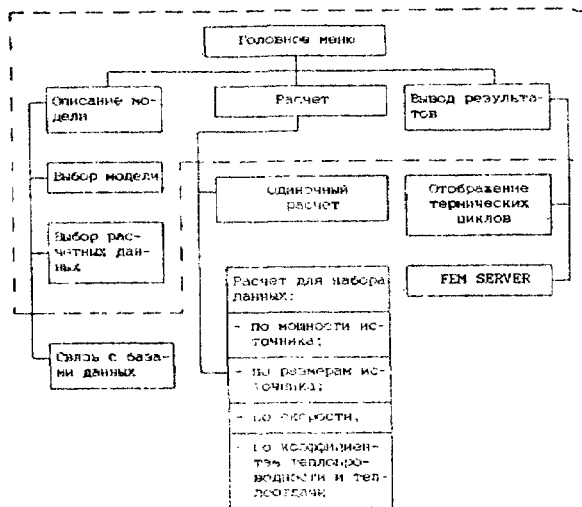 Головное меню
Описание мо-
дели
Расчет
Вывод результа-
тов
Выбор модели
Одиночный
расчет
Отображение
термических
циклов
Выбор рас-
четных дан-
ных
FEM SERVER
Расчет для набора
данных:
- по мощности ис-
точника;
- по размерам ис-
точника;
- по скорости;
- по коэффициен-
там теплопро-
водности и теп-
лоотдачи
Связь с база-
ми данных